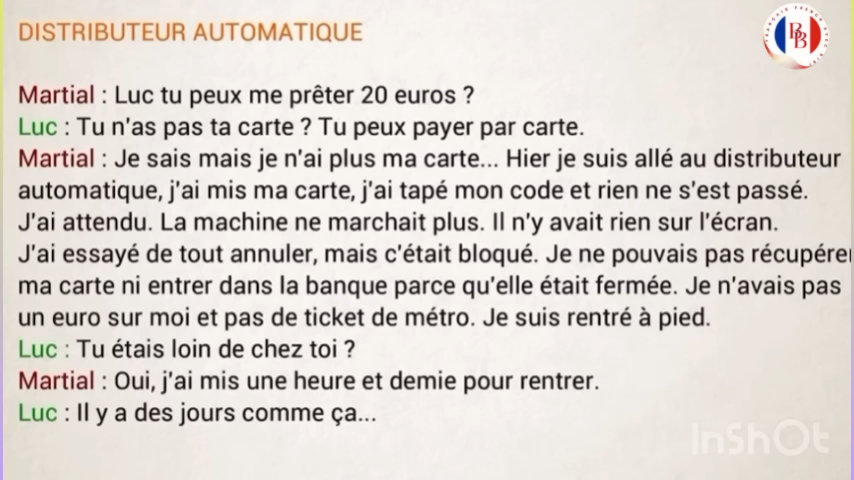 DISTRIBUTEUR AUTOMATIQUE
Martial : Luc tu peux me prêter 20 euros ?
Luc : Tu n'as pas ta carte ? Tu peux payer par carte.
Martial : Je sais mais je n'ai plus ma carte... Hier je suis allé au distributeur
automatique, j'ai mis ma carte, j'ai tapé mon code et rien ne s'est passé.
J'ai attendu. La machine ne marchait plus. Il n'y avait rien sur l'écran.
J'ai essayé de tout annuler, mais c'était bloqué. Je ne pouvais pas récupérer
ma carte ni entrer dans la banque parce qu'elle était fermée. Je n'avais pas
un euro sur moi et pas de ticket de métro. Je suis rentré à pied.
Luc : Tu étais loin de chez toi ?
Martial : Oui, j'ai mis une heure et demie pour rentrer.
Luc : Il y a des jours comme ça...
InShOt